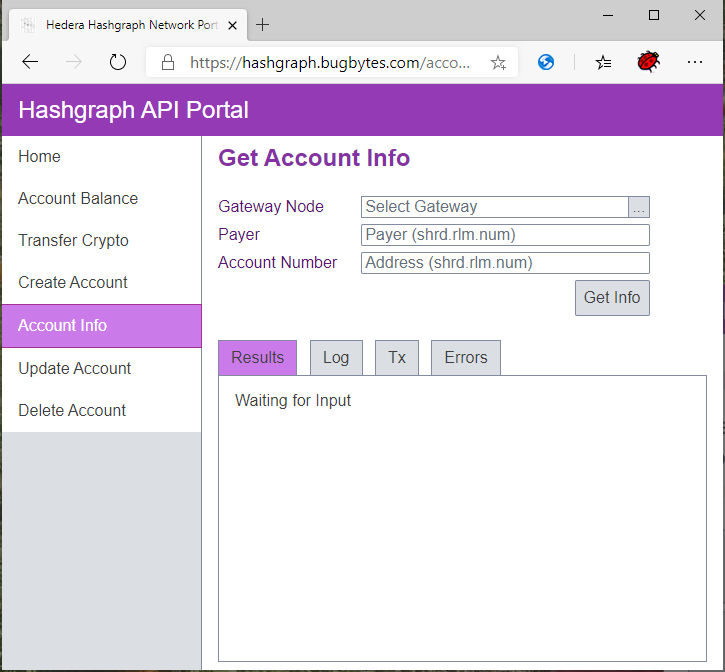 Hedera Hashgraph Network Port
https://hashgraph.bugbytes.com/acco...
Hashgraph API Portal
Home
Account Balance
Transfer Crypto
Create Account
Account Info
Update Account
Delete Account
Get Account Info
Gateway Node Select Gateway ...
Payer Payer (shrd.rlm.num)
Account Number Address (shrd.rlm.num)
Get Info
Results Log Tx Errors
Waiting for Input